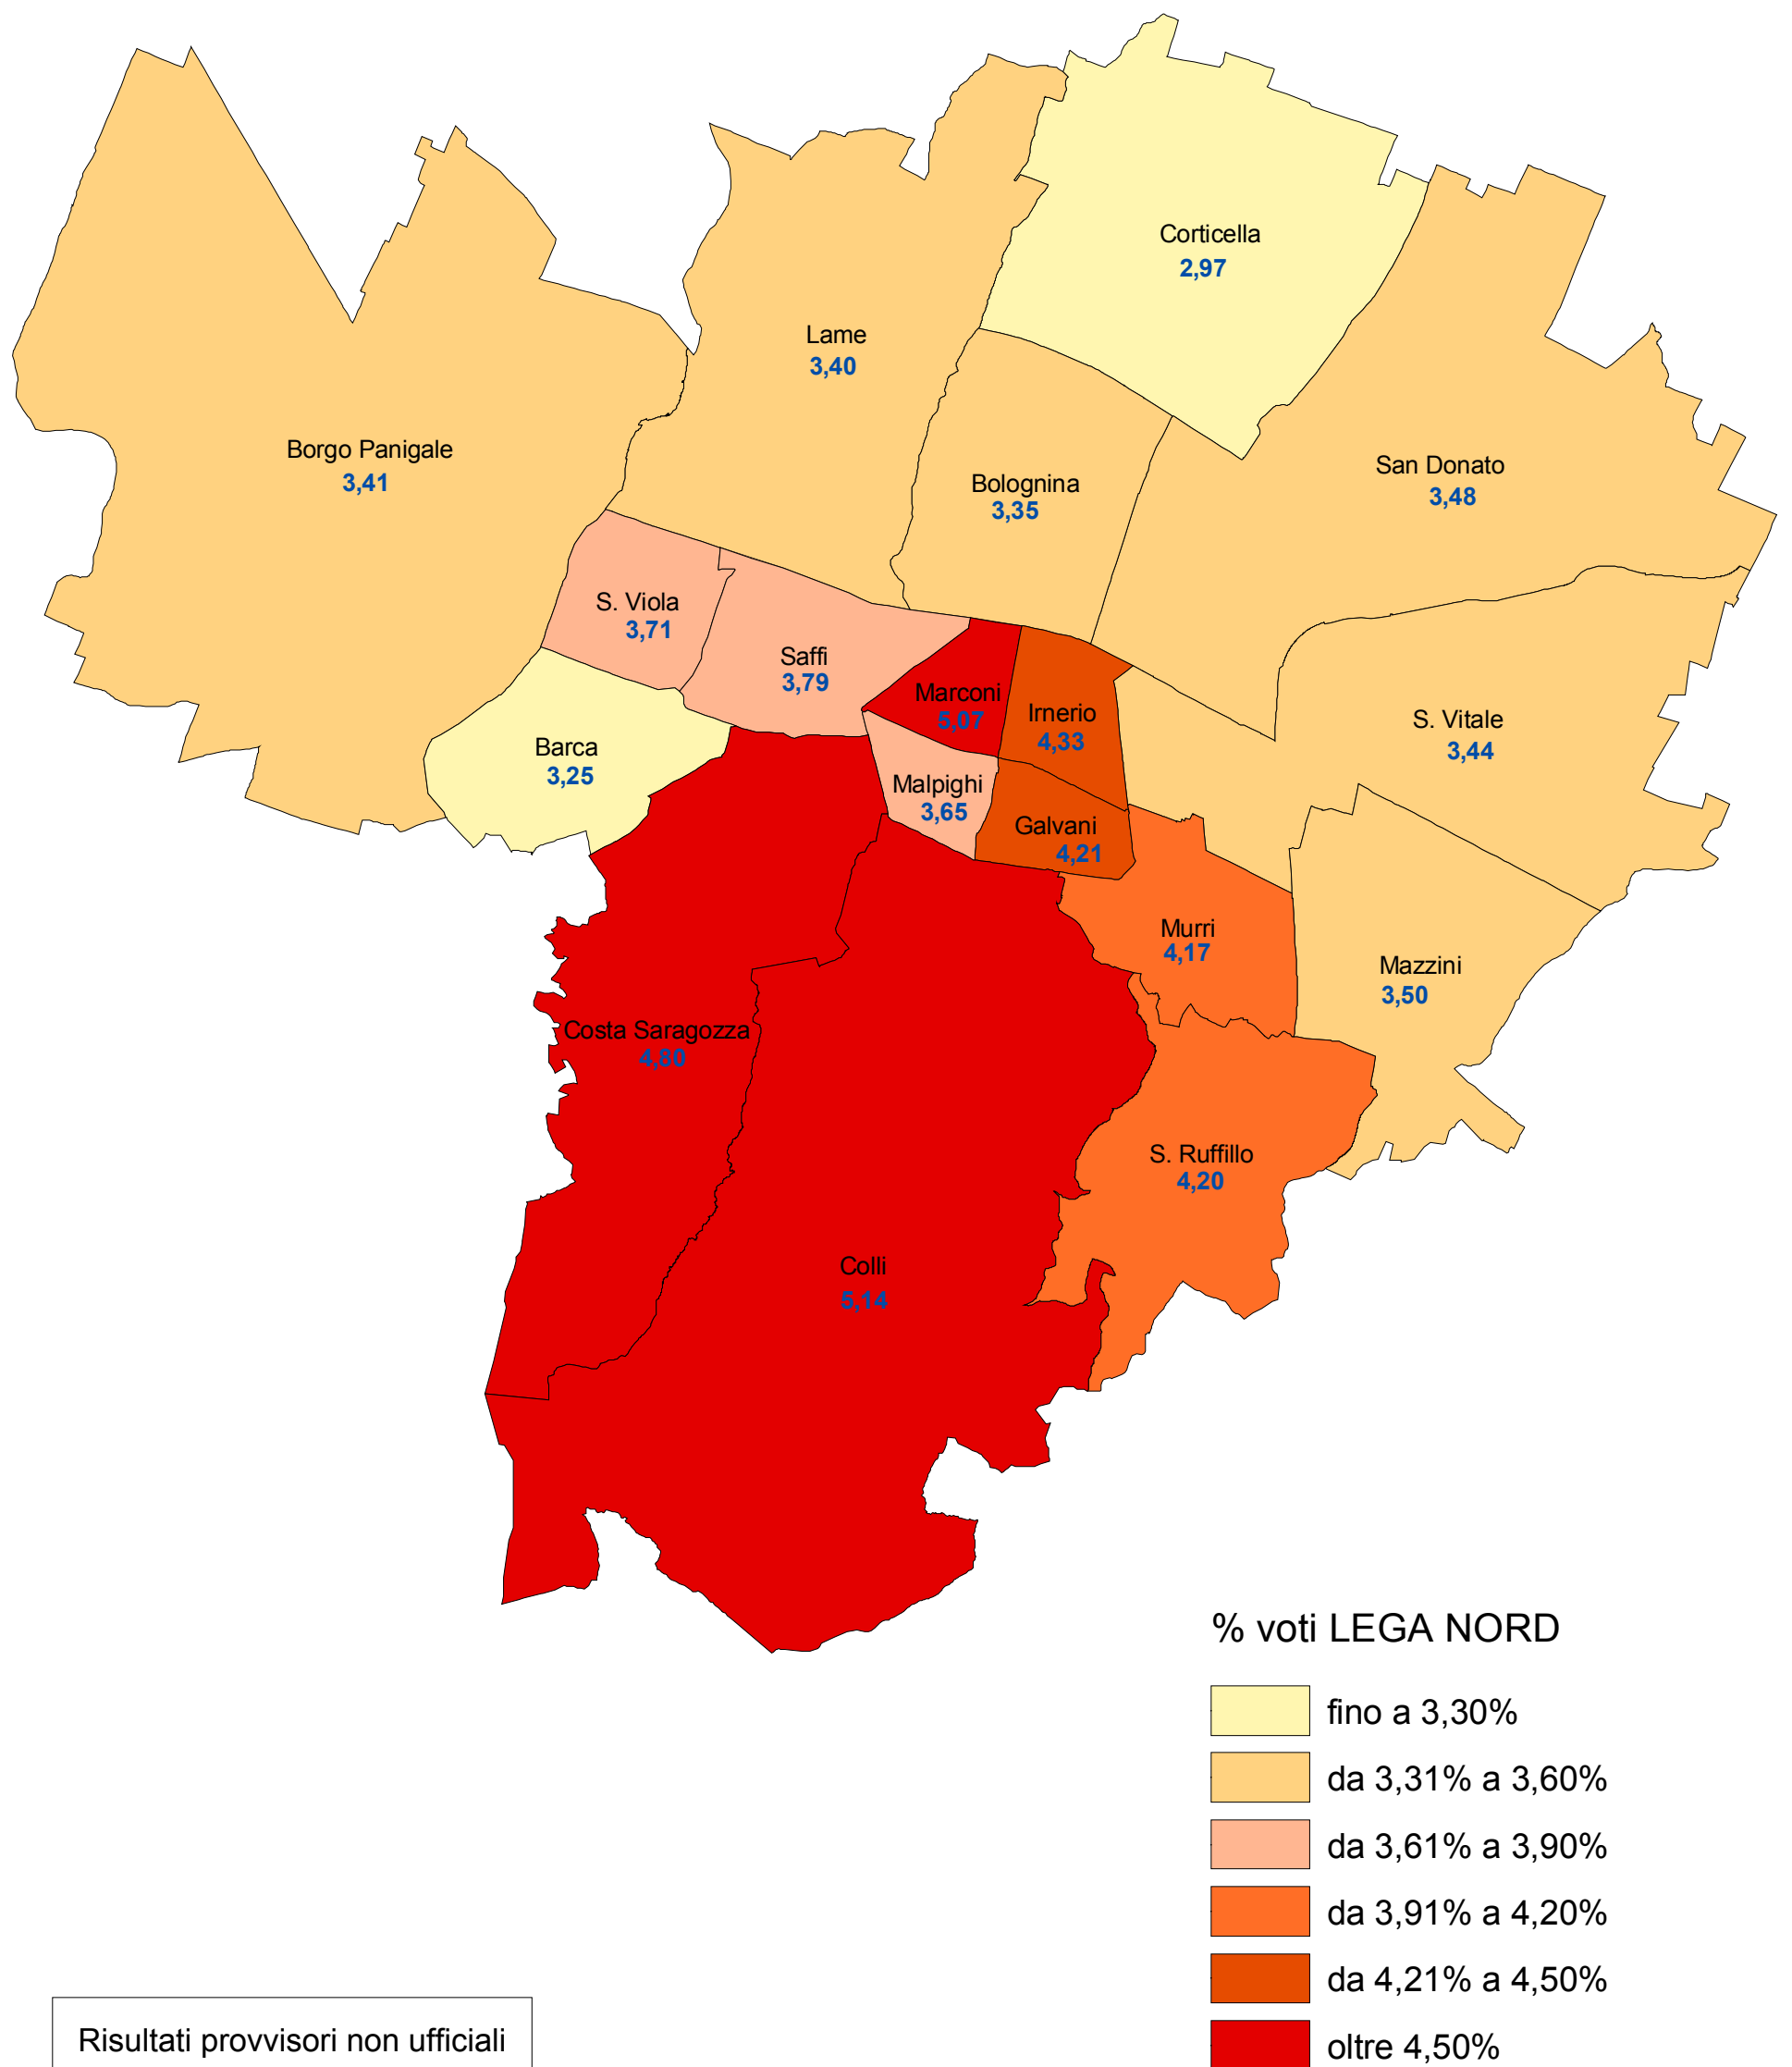 Corticella
2,97
Lame
3,40
Borgo Panigale
3,41
San Donato
3,48
Bolognina
3,35
S. Viola
3,71
Saffi
3,79
Marconi
5,07
Irnerio
4,33
S. Vitale
3,44
Barca
3,25
Malpighi
3,65
Galvani
4,21
Murri
4,17
Mazzini
3,50
Costa Saragozza
4,80
S. Ruffillo
4,20
Colli
5,14
% voti LEGA NORD
fino a 3,30%
da 3,31% a 3,60%
da 3,61% a 3,90%
da 3,91% a 4,20%
da 4,21% a 4,50%
oltre 4,50%
Risultati provvisori non ufficiali